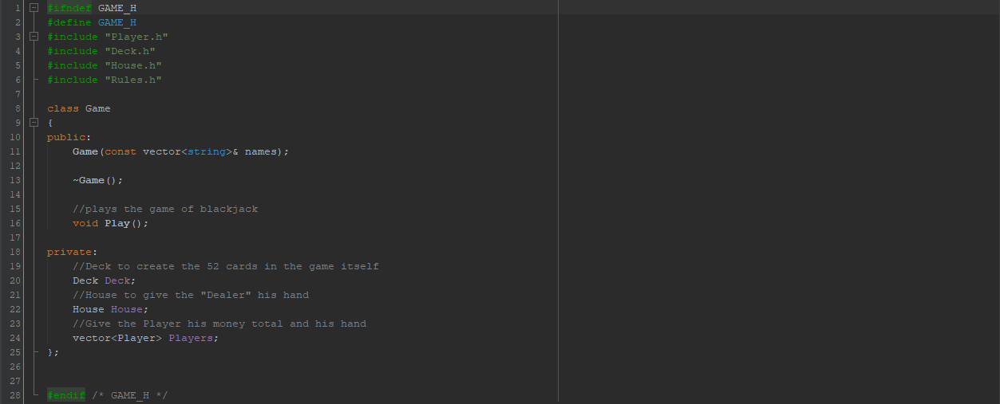 1 #ifndef GAME_H
2 #define GAME_H
3 #include "Player.h"
4 #include "Deck.h"
5 #include "House.h"
6 #include "Rules.h"
7
8 class Game
9 {
10 public:
11     Game(const vector<string>& names);
12
13     ~Game();
14
15     //plays the game of blackjack
16     void Play();
17
18 private:
19     //Deck to create the 52 cards in the game itself
20     Deck Deck;
21     //House to give the "Dealer" his hand
22     House House;
23     //Give the Player his money total and his hand
24     vector<Player> Players;
25 };
26
27
28 #endif /* GAME_H */